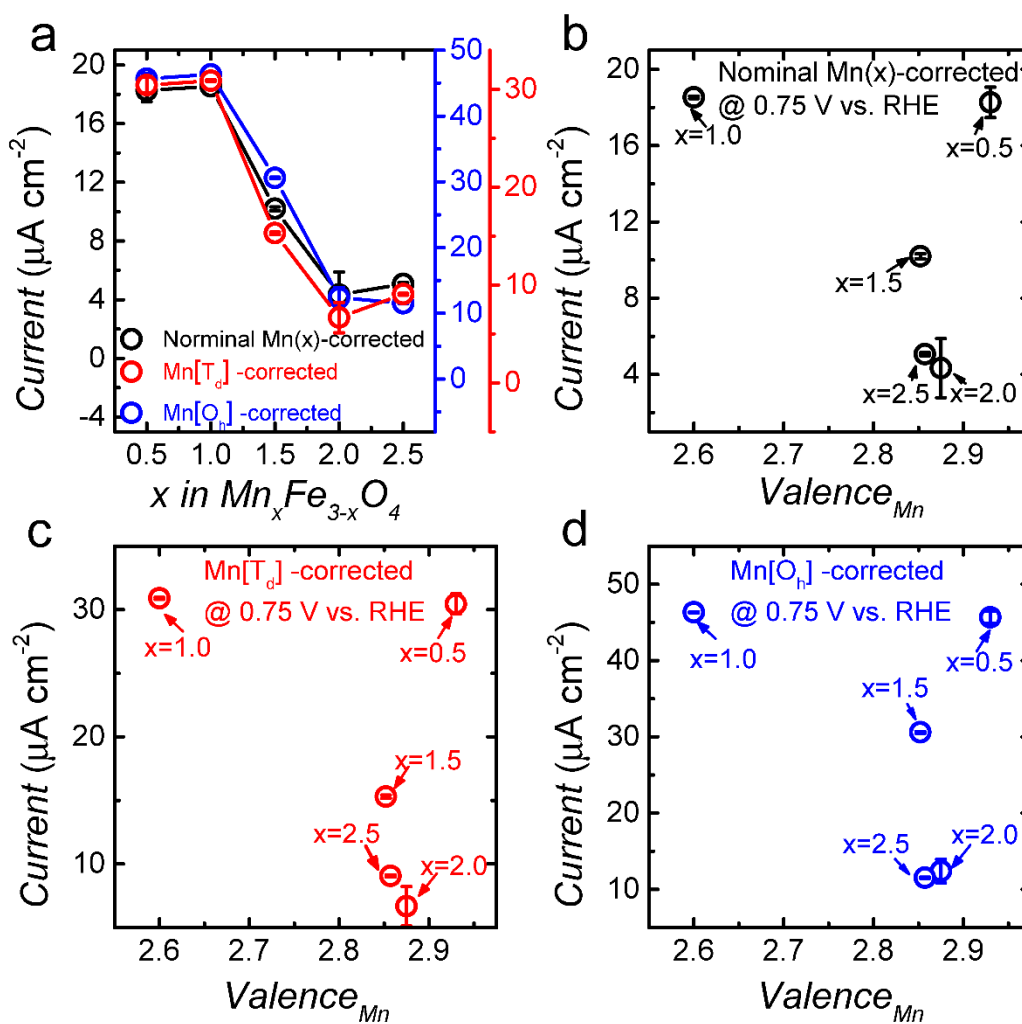 a
Current (μA cm⁻²)
20
16
12
8
4
0
-4
50
40
30
20
10
0
30
20
10
0
Norminal Mn(x)-corrected
Mn[Td] -corrected
Mn[Oh] -corrected
0.5 1.0 1.5 2.0 2.5
x in MnxFe3-xO4
b
Current (μA cm⁻²)
20
16
12
8
4
Nominal Mn(x)-corrected
@ 0.75 V vs. RHE
x=1.0
x=0.5
x=1.5
x=2.5
x=2.0
2.6 2.7 2.8 2.9
ValenceMn
c
Current (μA cm⁻²)
30
20
10
Mn[Td] -corrected
@ 0.75 V vs. RHE
x=1.0
x=0.5
x=1.5
x=2.5
x=2.0
2.6 2.7 2.8 2.9
ValenceMn
d
Current (μA cm⁻²)
50
40
30
20
10
Mn[Oh] -corrected
@ 0.75 V vs. RHE
x=1.0
x=0.5
x=1.5
x=2.5
x=2.0
2.6 2.7 2.8 2.9
ValenceMn